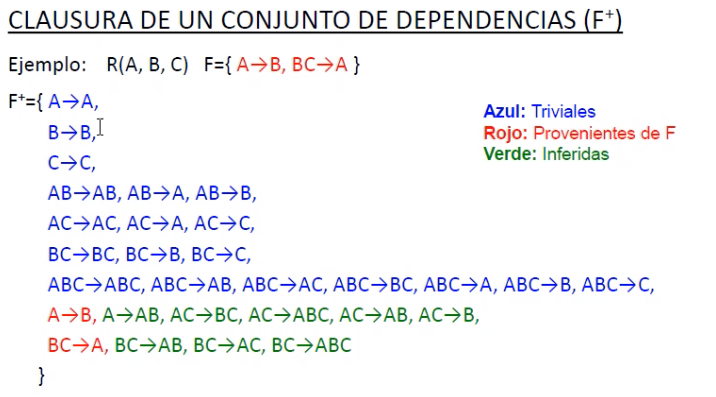 CLAUSURA DE UN CONJUNTO DE DEPENDENCIAS (F⁺)
Ejemplo: R(A, B, C) F={ A→B, BC→A }
F⁺={ A→A,
B→B,
C→C,
AB→AB, AB→A, AB→B,
AC→AC, AC→A, AC→C,
BC→BC, BC→B, BC→C,
ABC→ABC, ABC→AB, ABC→AC, ABC→BC, ABC→A, ABC→B, ABC→C,
A→B, A→AB, AC→BC, AC→ABC, AC→AB, AC→B,
BC→A, BC→AB, BC→AC, BC→ABC
}
Azul: Triviales
Rojo: Provenientes de F
Verde: Inferidas